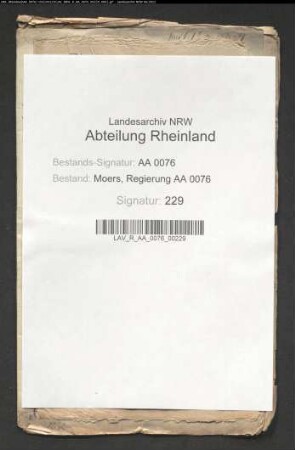 Landesarchiv NRW
Abteilung Rheinland
Bestands-Signatur: AA 0076
Bestand: Moers, Regierung AA 0076
Signatur: 229
LAV_R_AA_0076_00229